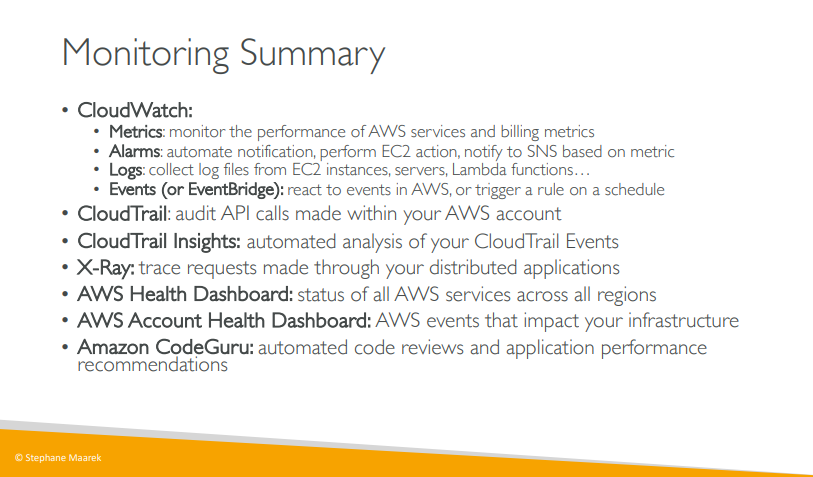 Monitoring Summary
• CloudWatch:
• Metrics: monitor the performance of AWS services and billing metrics
• Alarms: automate notification, perform EC2 action, notify to SNS based on metric
• Logs: collect log files from EC2 instances, servers, Lambda functions…
• Events (or EventBridge): react to events in AWS, or trigger a rule on a schedule
• CloudTrail: audit API calls made within your AWS account
• CloudTrail Insights: automated analysis of your CloudTrail Events
• X-Ray: trace requests made through your distributed applications
• AWS Health Dashboard: status of all AWS services across all regions
• AWS Account Health Dashboard: AWS events that impact your infrastructure
• Amazon CodeGuru: automated code reviews and application performance
recommendations
© Stephane Maarek